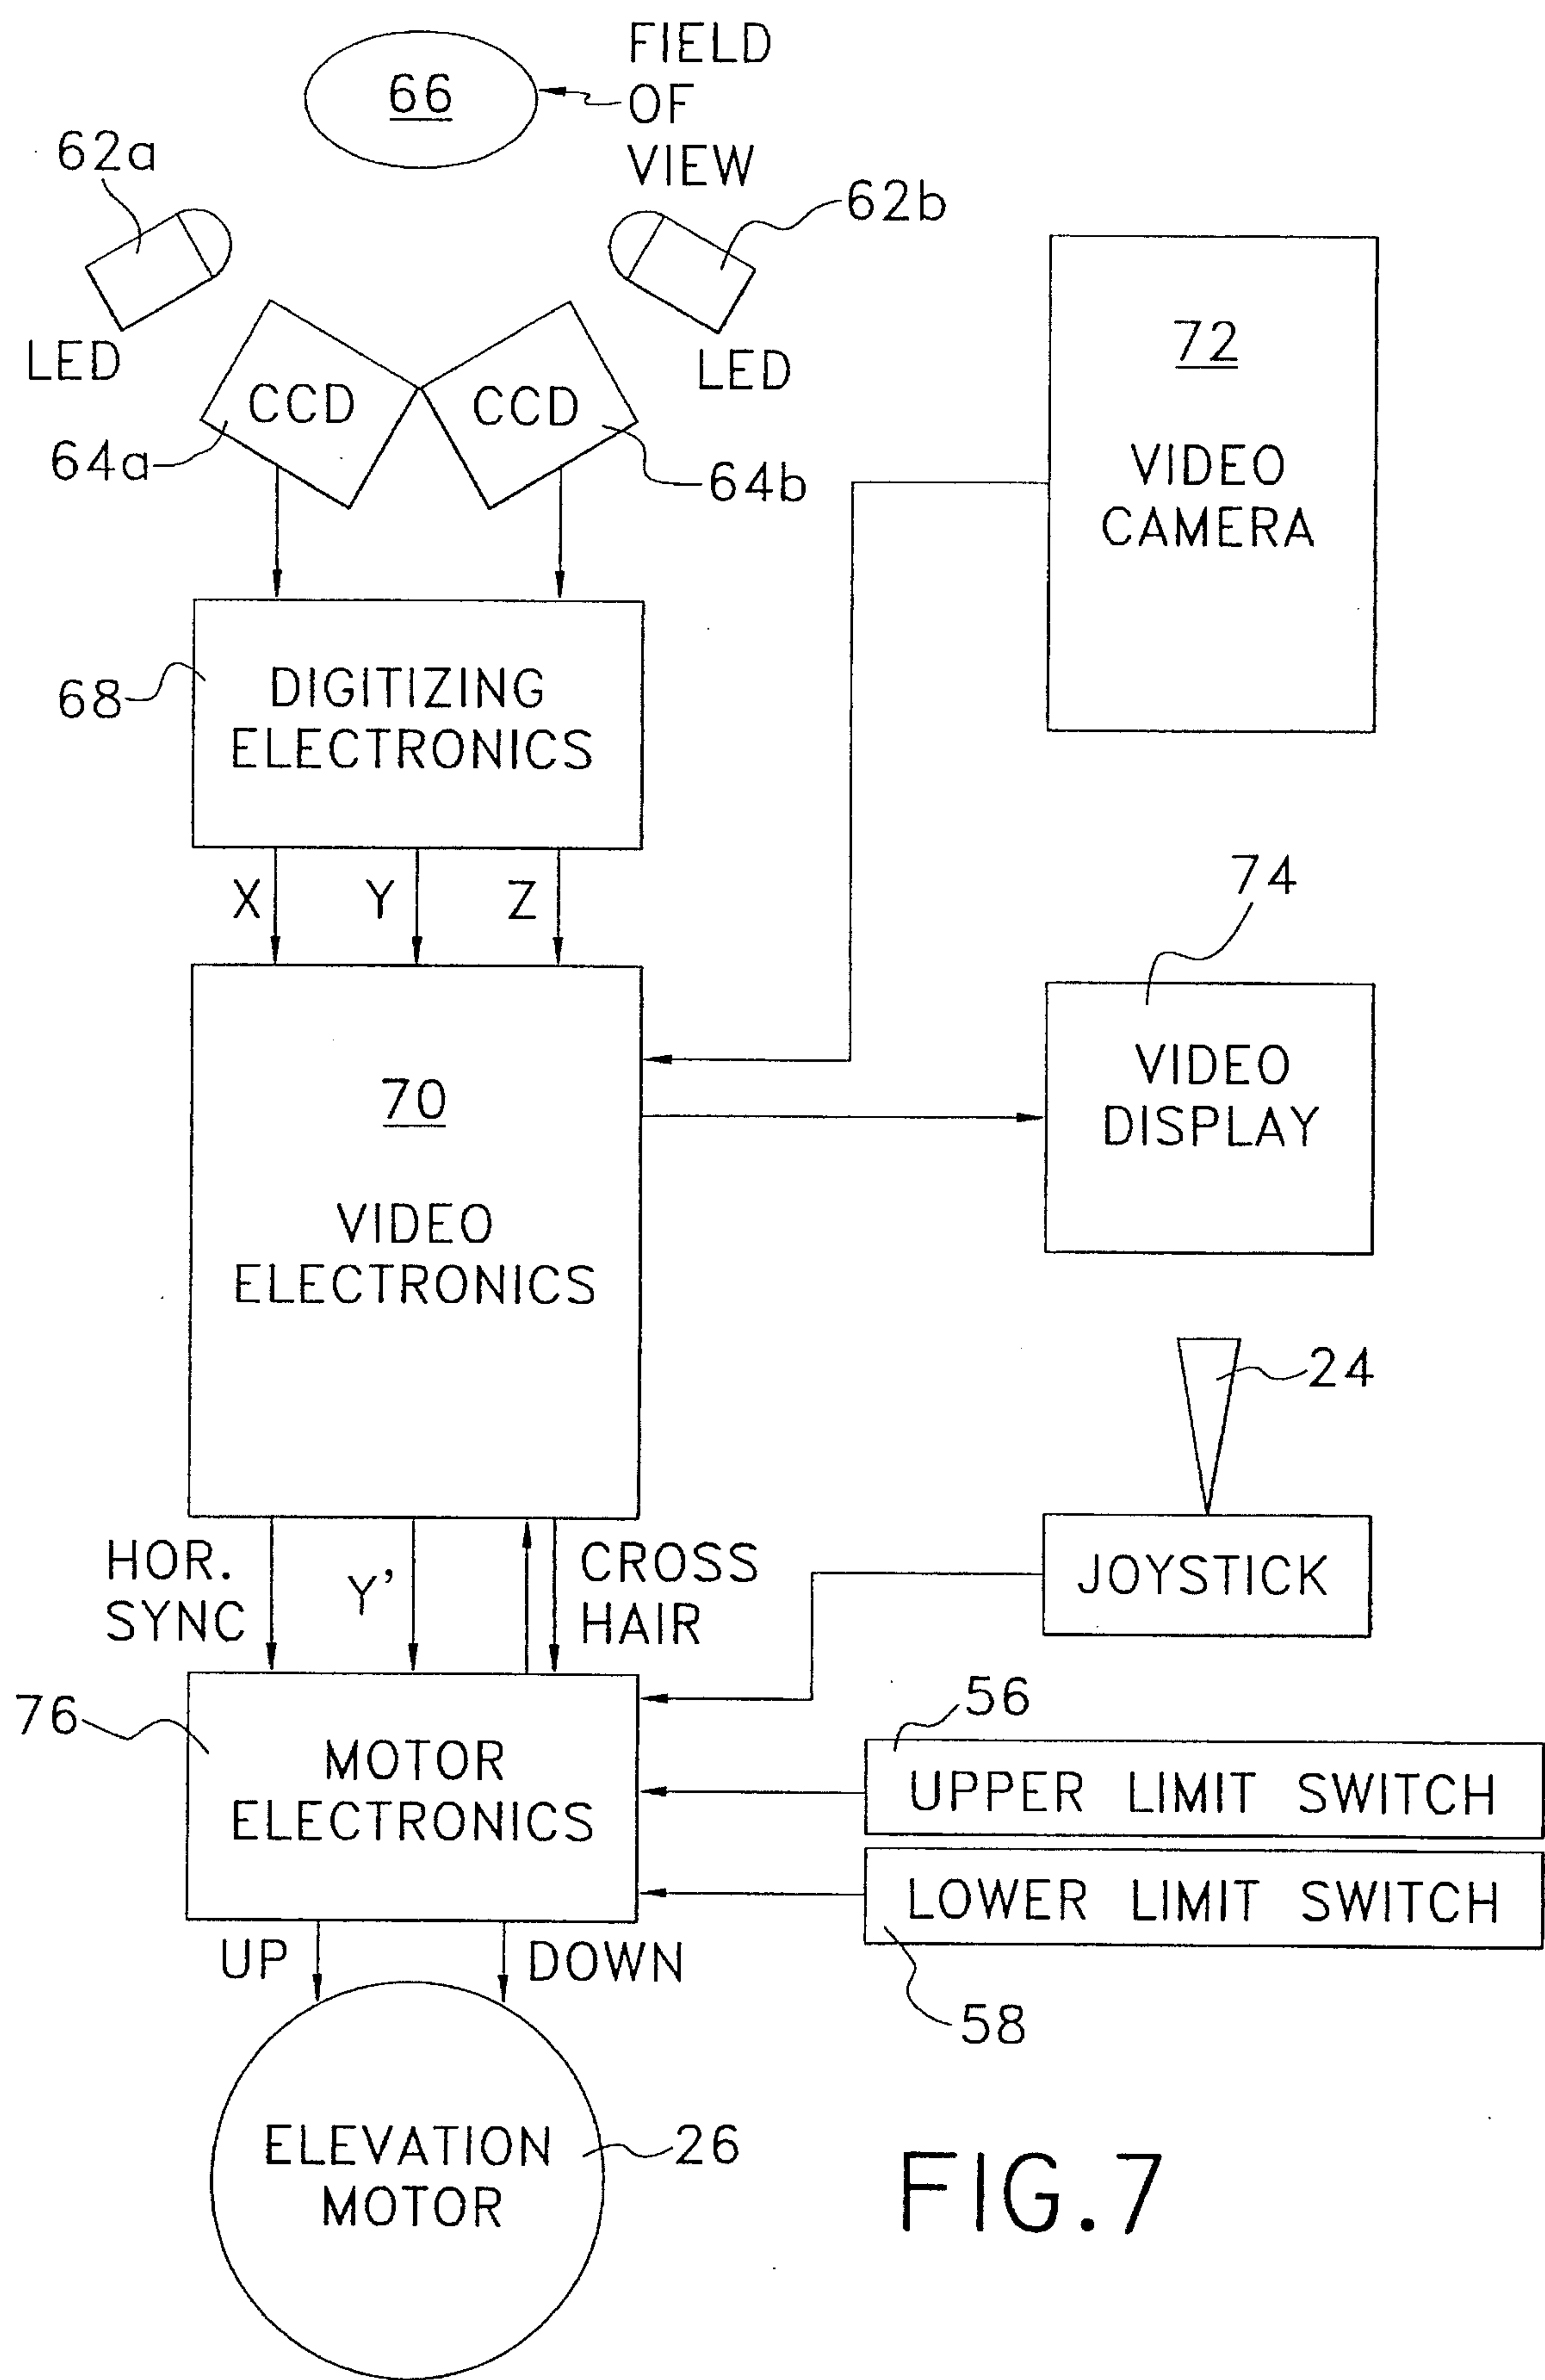 FIELD
OF
VIEW
66
62a
62b
LED
LED
CCD
CCD
64a
64b
72
VIDEO
CAMERA
68
DIGITIZING
ELECTRONICS
X
Y
Z
74
VIDEO
DISPLAY
70
VIDEO
ELECTRONICS
24
JOYSTICK
HOR.
SYNC
Y'
CROSS
HAIR
76
MOTOR
ELECTRONICS
56
UPPER LIMIT SWITCH
LOWER LIMIT SWITCH
58
UP
DOWN
ELEVATION
MOTOR
26
FIG.7